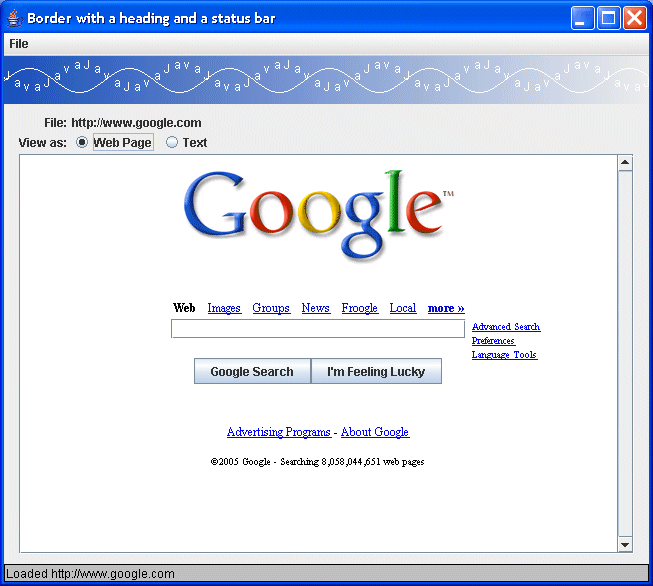 Border with a heading and a status bar
File
J a v a J a v a J a v a J a v a J a v a J a v a J a v a J a v a J a v a J a v a
File: http://www.google.com
View as: Web Page Text
Google™
Web Images Groups News Froogle Local more »
Advanced Search
Preferences
Language Tools
Google Search I'm Feeling Lucky
Advertising Programs - About Google
©2005 Google - Searching 8,058,044,651 web pages
Loaded http://www.google.com